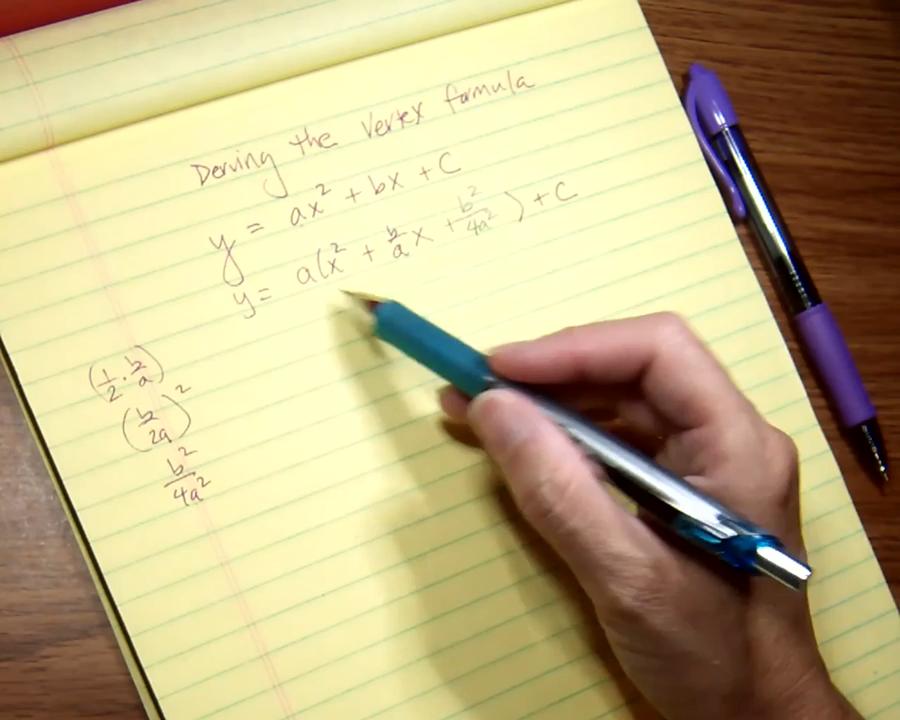 Deriving the Vertex formula
y = ax² + bx + c
y = a(x² + b/a x + b²/4a² ) + c
(1/2 · b/a)
(b/2a)²
b²/4a²